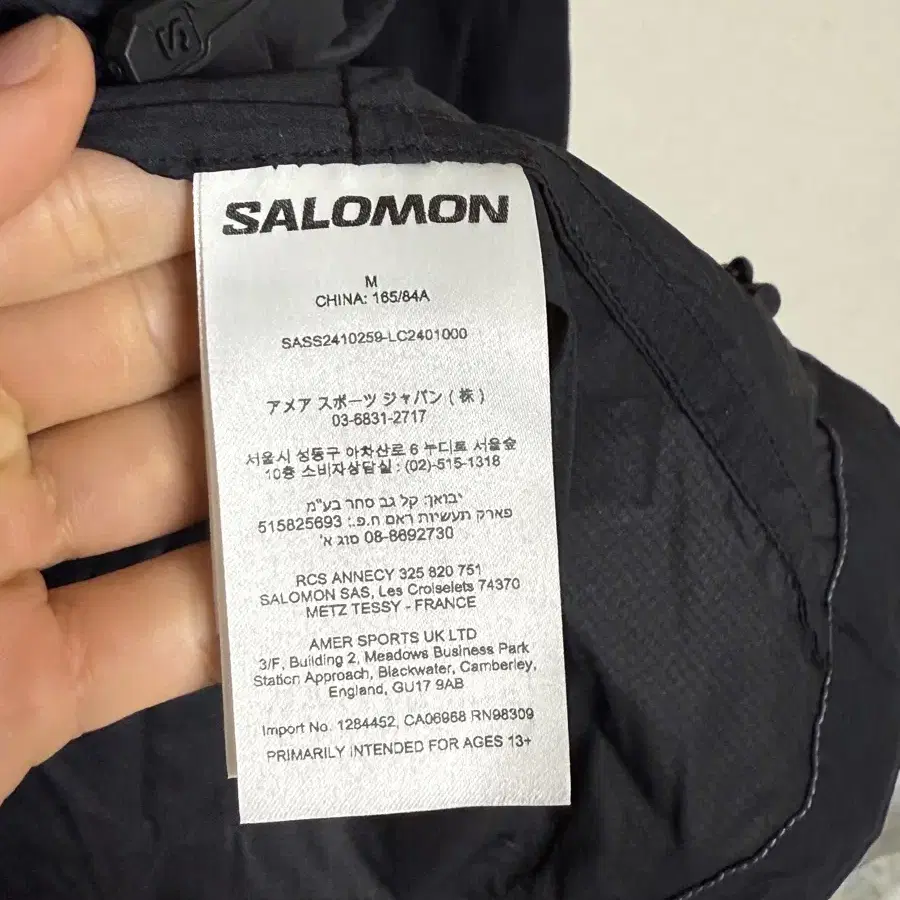 SALOMON
M
CHINA: 165/84A
SASS2410259-LC2401000
アメア スポーツ ジャパン ( 株 )
03-6831-2717
서울시 성동구 아차산로 6 누디트 서울숲
10층 소비자상담실 : (02)-515-1318
יבואן: קל גב סחר בע"מ
פארק תעשיות ראם ח.פ.: 515825693
08-8692730 סוג א'
RCS ANNECY 325 820 751
SALOMON SAS, Les Croiselets 74370
METZ TESSY - FRANCE
AMER SPORTS UK LTD
3/F, Building 2, Meadows Business Park
Station Approach, Blackwater, Camberley,
England, GU17 9AB
Import No. 1284452, CA06968 RN98309
PRIMARILY INTENDED FOR AGES 13+